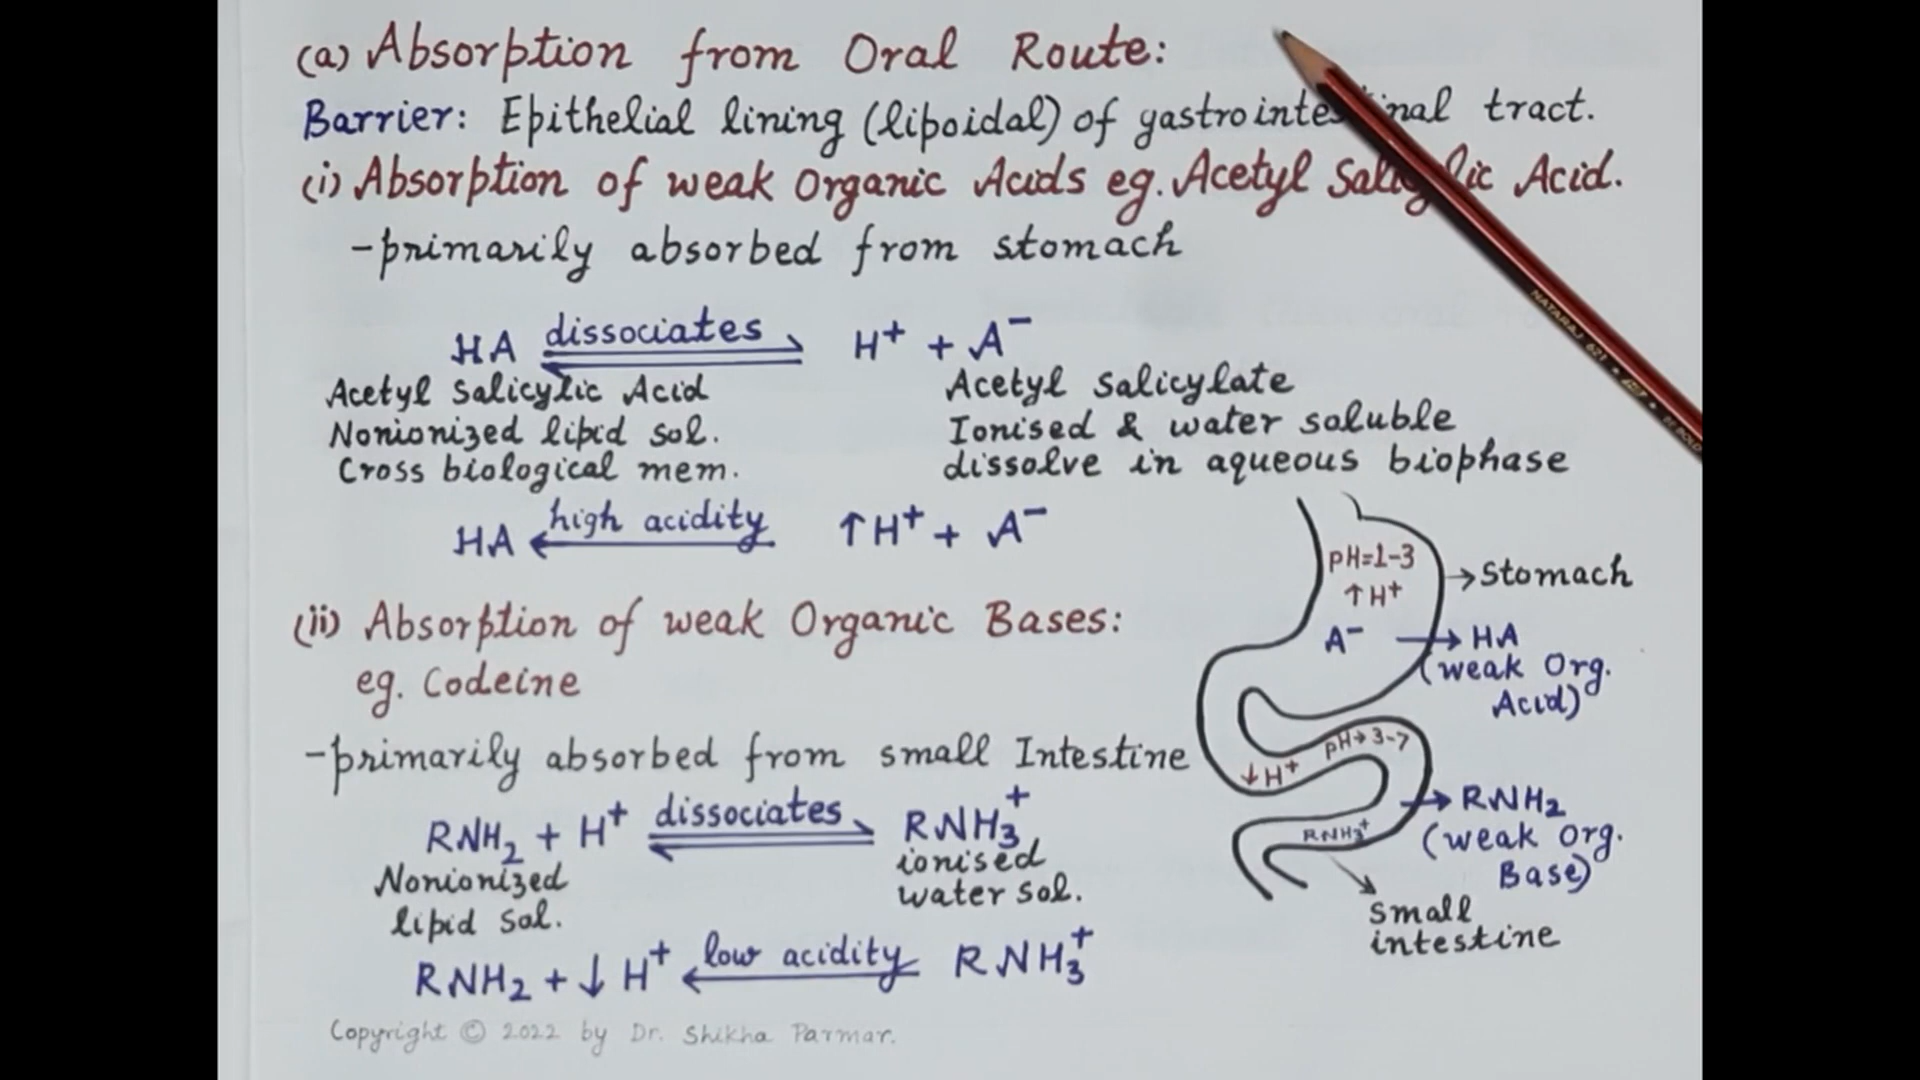 (a) Absorption from Oral Route:
Barrier: Epithelial lining (lipoidal) of gastrointestinal tract.
(i) Absorption of weak Organic Acids eg. Acetyl Salicylic Acid.
-primarily absorbed from stomach
HA dissociates ⇌ H⁺ + A⁻
Acetyl Salicylic Acid
Nonionized lipid sol.
Cross biological mem.
Acetyl Salicylate
Ionised & water soluble
dissolve in aqueous biophase
HA ← high acidity ↑H⁺ + A⁻
(ii) Absorption of weak Organic Bases:
eg. Codeine
-primarily absorbed from small Intestine
RNH₂ + H⁺ dissociates ⇌ RNH₃⁺
Nonionized
lipid sol.
ionised
water sol.
RNH₂ + ↓ H⁺ ← low acidity RNH₃⁺
pH=1-3
↑H⁺
→Stomach
A⁻ → HA
(weak Org.
Acid)
pH→3-7
↓H⁺
→ RNH₂
(weak Org.
Base)
RNH₃⁺
small
intestine
Copyright © 2022 by Dr. Shikha Parmar.
NATARAJ 621